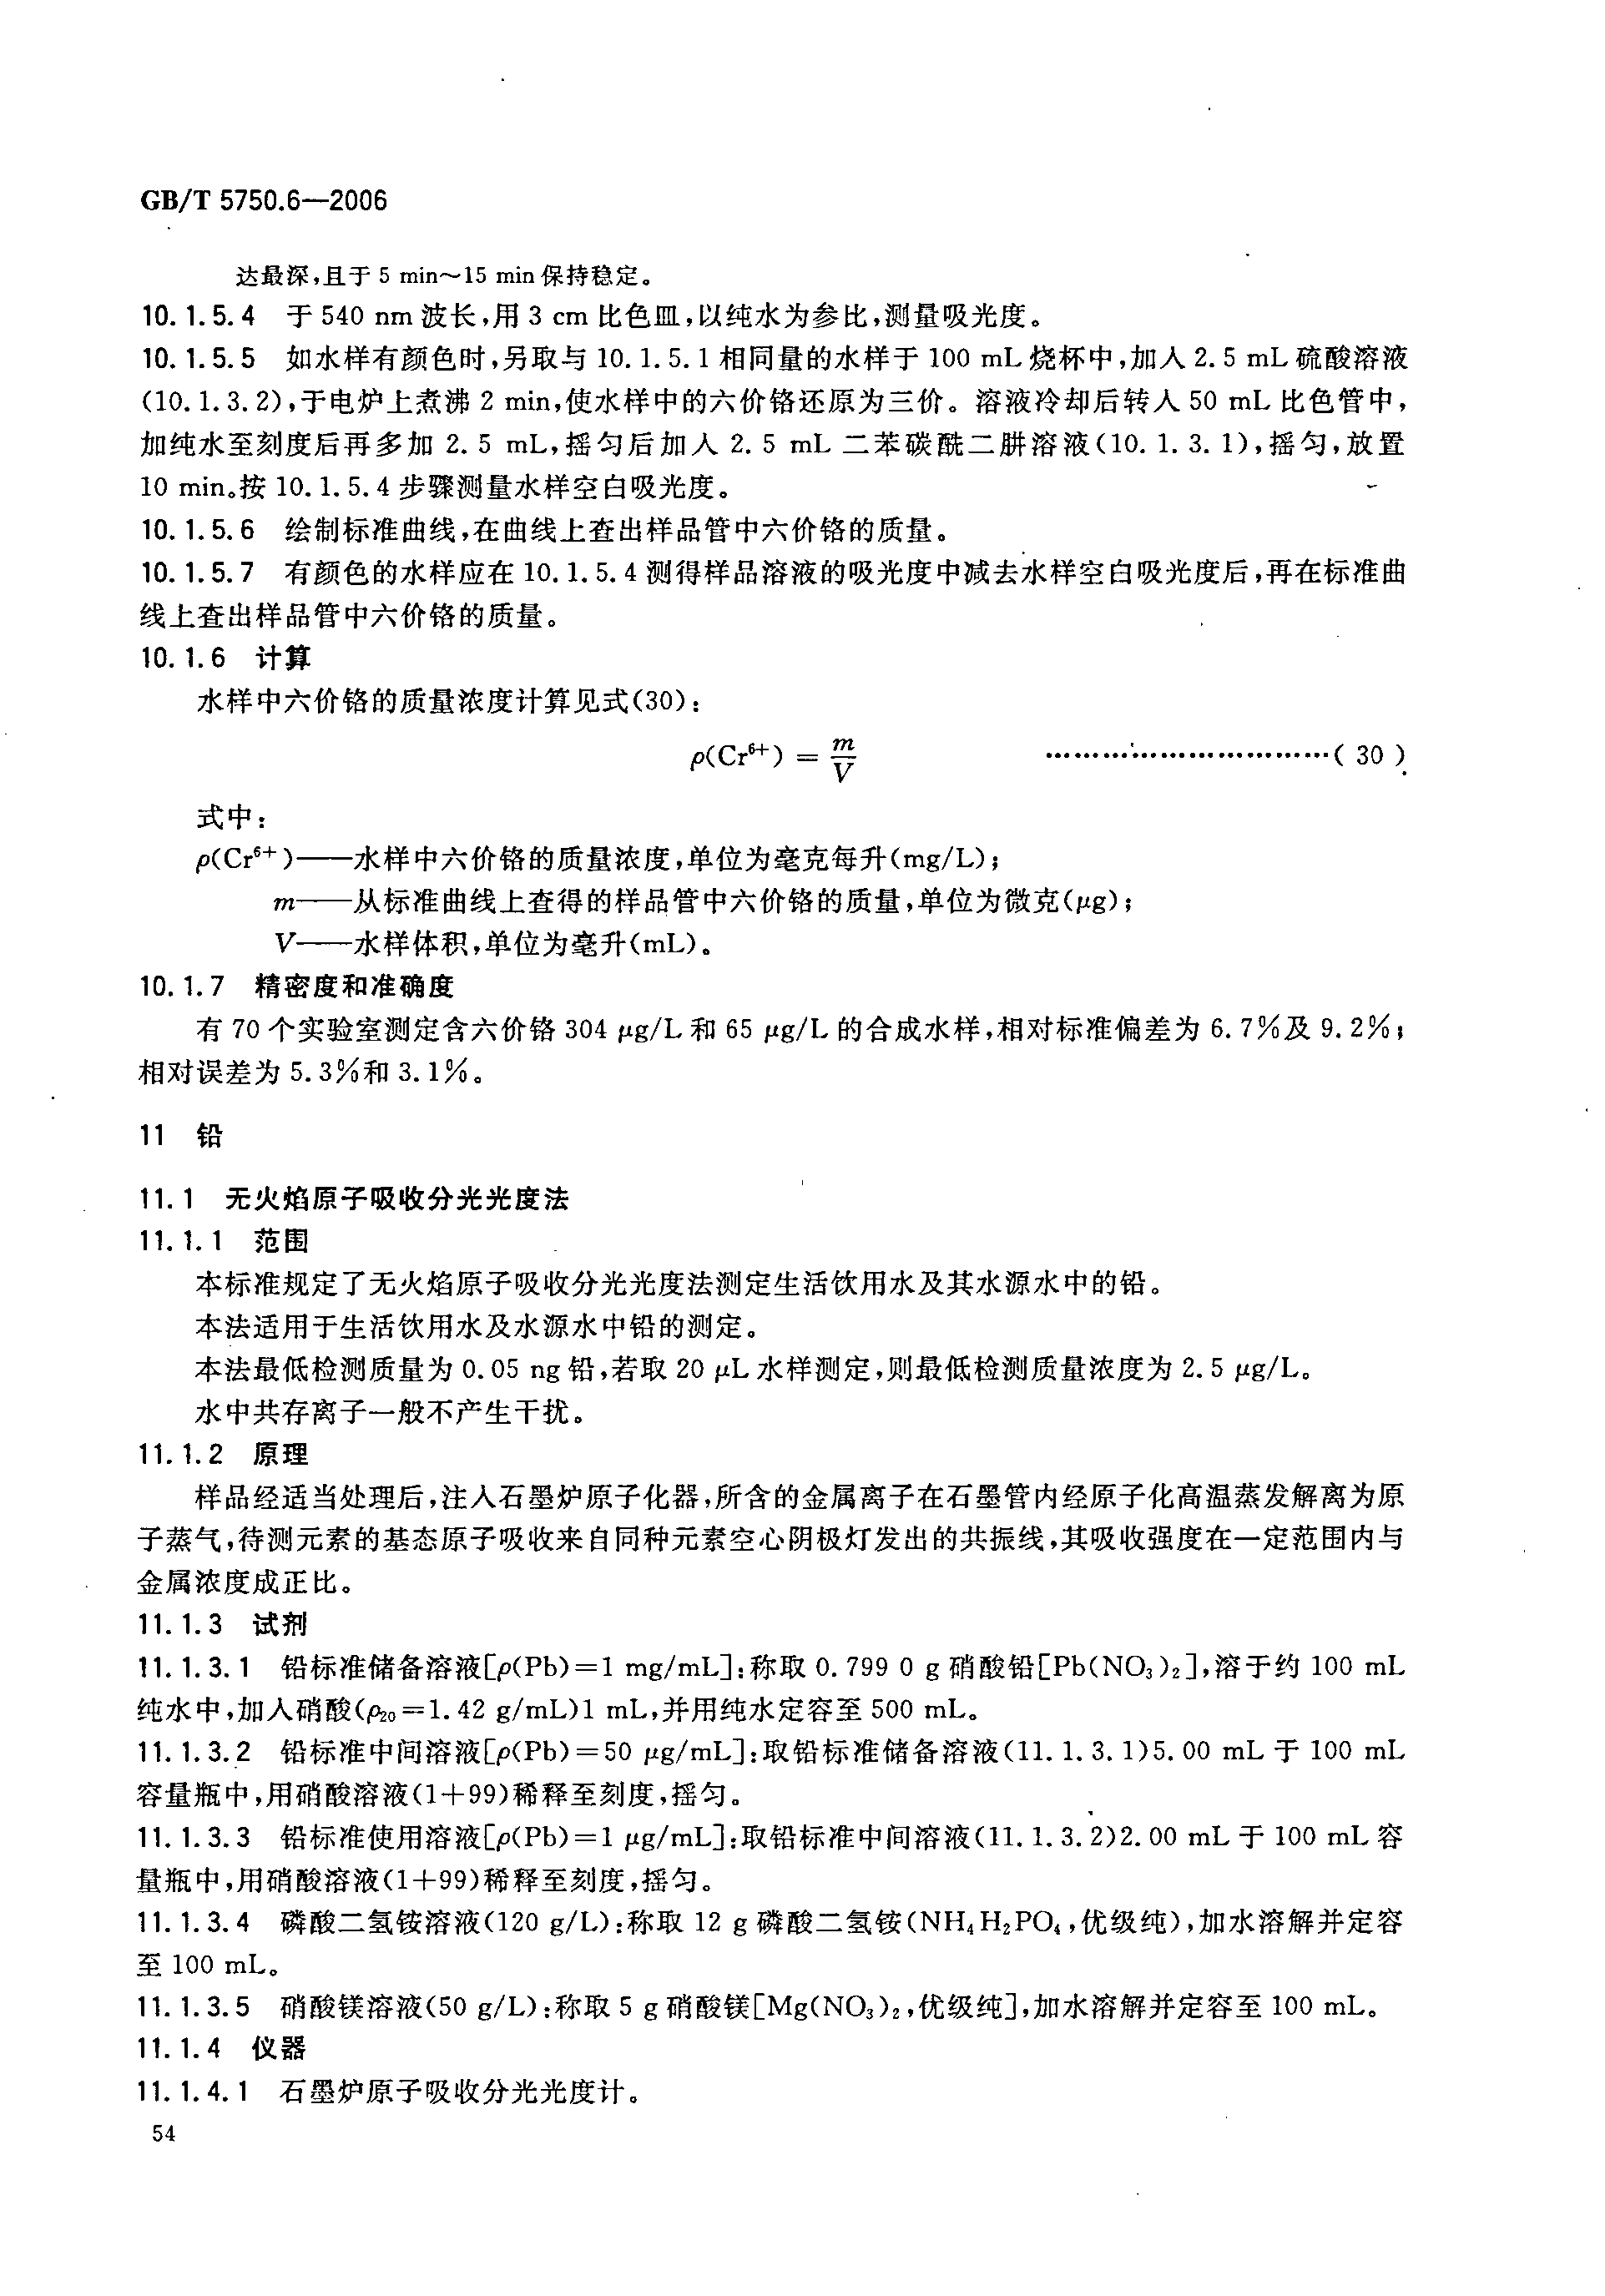 GB/T 5750.6—2006
达最深,且于 5 min～15 min 保持稳定。
10.1.5.4 于 540 nm 波长,用 3 cm 比色皿,以纯水为参比,测量吸光度。
10.1.5.5 如水样有颜色时,另取与 10.1.5.1 相同量的水样于 100 mL 烧杯中,加入 2.5 mL 硫酸溶液
(10.1.3.2),于电炉上煮沸 2 min,使水样中的六价铬还原为三价。溶液冷却后转入 50 mL 比色管中,
加纯水至刻度后再多加 2.5 mL,摇匀后加入 2.5 mL 二苯碳酰二肼溶液(10.1.3.1),摇匀,放置
10 min。按 10.1.5.4 步骤测量水样空白吸光度。
10.1.5.6 绘制标准曲线,在曲线上查出样品管中六价铬的质量。
10.1.5.7 有颜色的水样应在 10.1.5.4 测得样品溶液的吸光度中减去水样空白吸光度后,再在标准曲
线上查出样品管中六价铬的质量。
10.1.6 计算
水样中六价铬的质量浓度计算见式(30):
ρ(Cr⁶⁺) = m/V ……………………………( 30 )
式中:
ρ(Cr⁶⁺)——水样中六价铬的质量浓度,单位为毫克每升(mg/L);
m——从标准曲线上查得的样品管中六价铬的质量,单位为微克(μg);
V——水样体积,单位为毫升(mL)。
10.1.7 精密度和准确度
有 70 个实验室测定含六价铬 304 μg/L 和 65 μg/L 的合成水样,相对标准偏差为 6.7%及 9.2%;
相对误差为 5.3%和 3.1%。
11 铅
11.1 无火焰原子吸收分光光度法
11.1.1 范围
本标准规定了无火焰原子吸收分光光度法测定生活饮用水及其水源水中的铅。
本法适用于生活饮用水及水源水中铅的测定。
本法最低检测质量为 0.05 ng 铅,若取 20 μL 水样测定,则最低检测质量浓度为 2.5 μg/L。
水中共存离子一般不产生干扰。
11.1.2 原理
样品经适当处理后,注入石墨炉原子化器,所含的金属离子在石墨管内经原子化高温蒸发解离为原
子蒸气,待测元素的基态原子吸收来自同种元素空心阴极灯发出的共振线,其吸收强度在一定范围内与
金属浓度成正比。
11.1.3 试剂
11.1.3.1 铅标准储备溶液[ρ(Pb)=1 mg/mL]:称取 0.799 0 g 硝酸铅[Pb(NO₃)₂],溶于约 100 mL
纯水中,加入硝酸(ρ₂₀=1.42 g/mL)1 mL,并用纯水定容至 500 mL。
11.1.3.2 铅标准中间溶液[ρ(Pb)=50 μg/mL]:取铅标准储备溶液(11.1.3.1)5.00 mL 于 100 mL
容量瓶中,用硝酸溶液(1+99)稀释至刻度,摇匀。
11.1.3.3 铅标准使用溶液[ρ(Pb)=1 μg/mL]:取铅标准中间溶液(11.1.3.2)2.00 mL 于 100 mL 容
量瓶中,用硝酸溶液(1+99)稀释至刻度,摇匀。
11.1.3.4 磷酸二氢铵溶液(120 g/L):称取 12 g 磷酸二氢铵(NH₄H₂PO₄,优级纯),加水溶解并定容
至 100 mL。
11.1.3.5 硝酸镁溶液(50 g/L):称取 5 g 硝酸镁[Mg(NO₃)₂,优级纯],加水溶解并定容至 100 mL。
11.1.4 仪器
11.1.4.1 石墨炉原子吸收分光光度计。
54